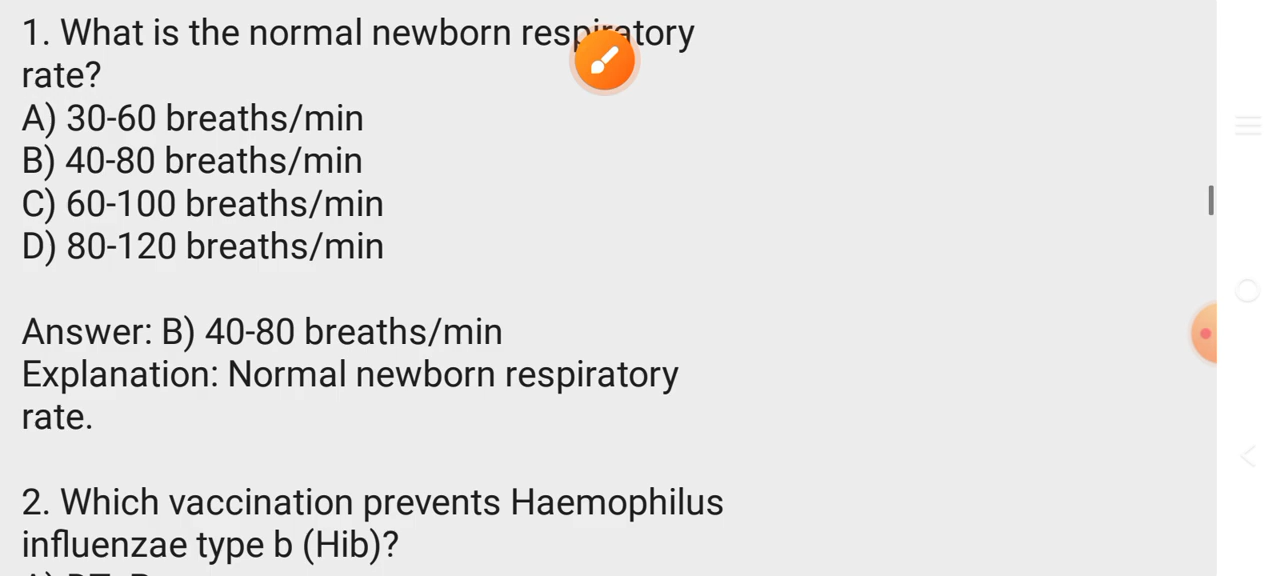 1. What is the normal newborn respiratory
rate?
A) 30-60 breaths/min
B) 40-80 breaths/min
C) 60-100 breaths/min
D) 80-120 breaths/min
Answer: B) 40-80 breaths/min
Explanation: Normal newborn respiratory
rate.
2. Which vaccination prevents Haemophilus
influenzae type b (Hib)?